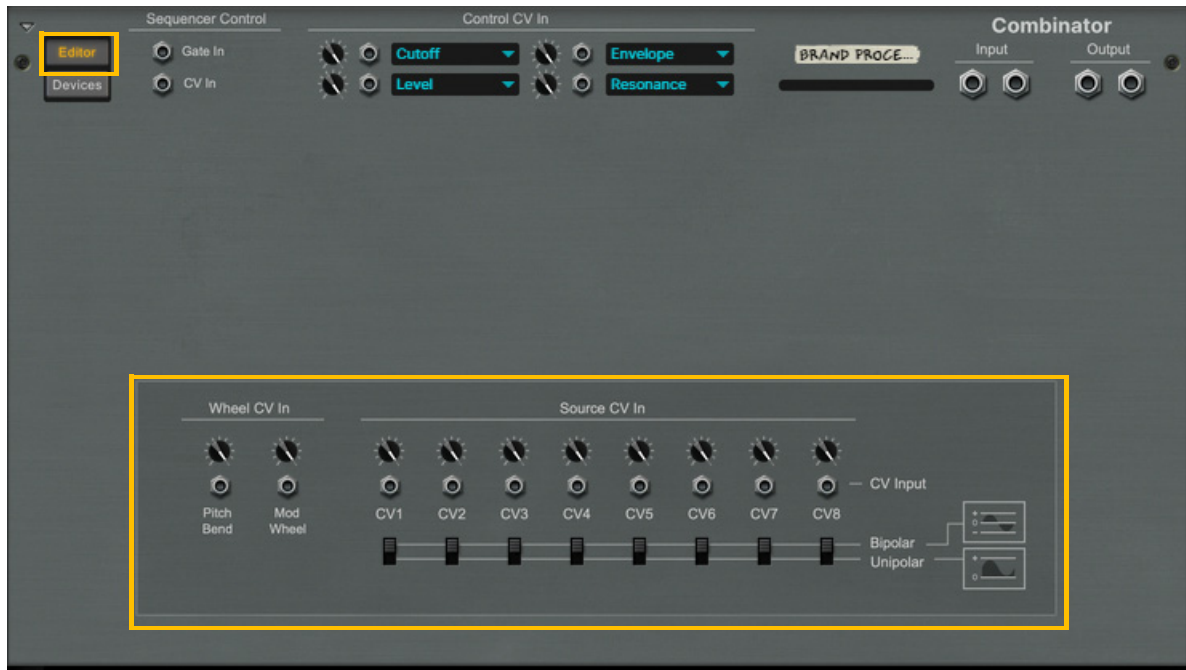 Sequencer Control
Control CV In
Combinator
Editor
Gate In
Cutoff
Envelope
BRAND PROCE...
Input
Output
Devices
CV In
Level
Resonance
Wheel CV In
Source CV In
CV Input
Pitch Bend
Mod Wheel
CV1 CV2 CV3 CV4 CV5 CV6 CV7 CV8
Bipolar
Unipolar
+
0
−
+
0